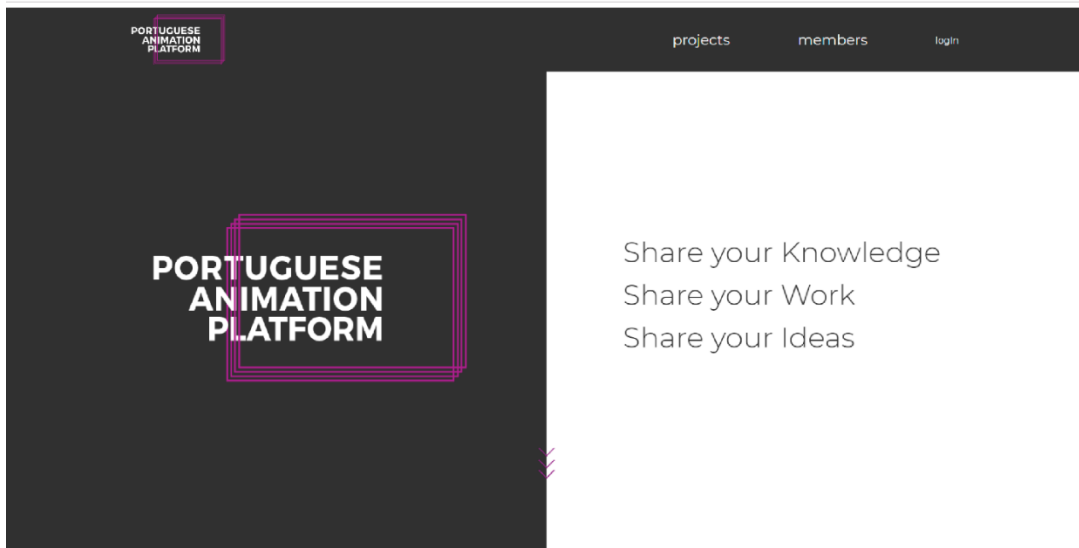 PORTUGUESE
ANIMATION
PLATFORM
projects
members
login
PORTUGUESE
ANIMATION
PLATFORM
Share your Knowledge
Share your Work
Share your Ideas